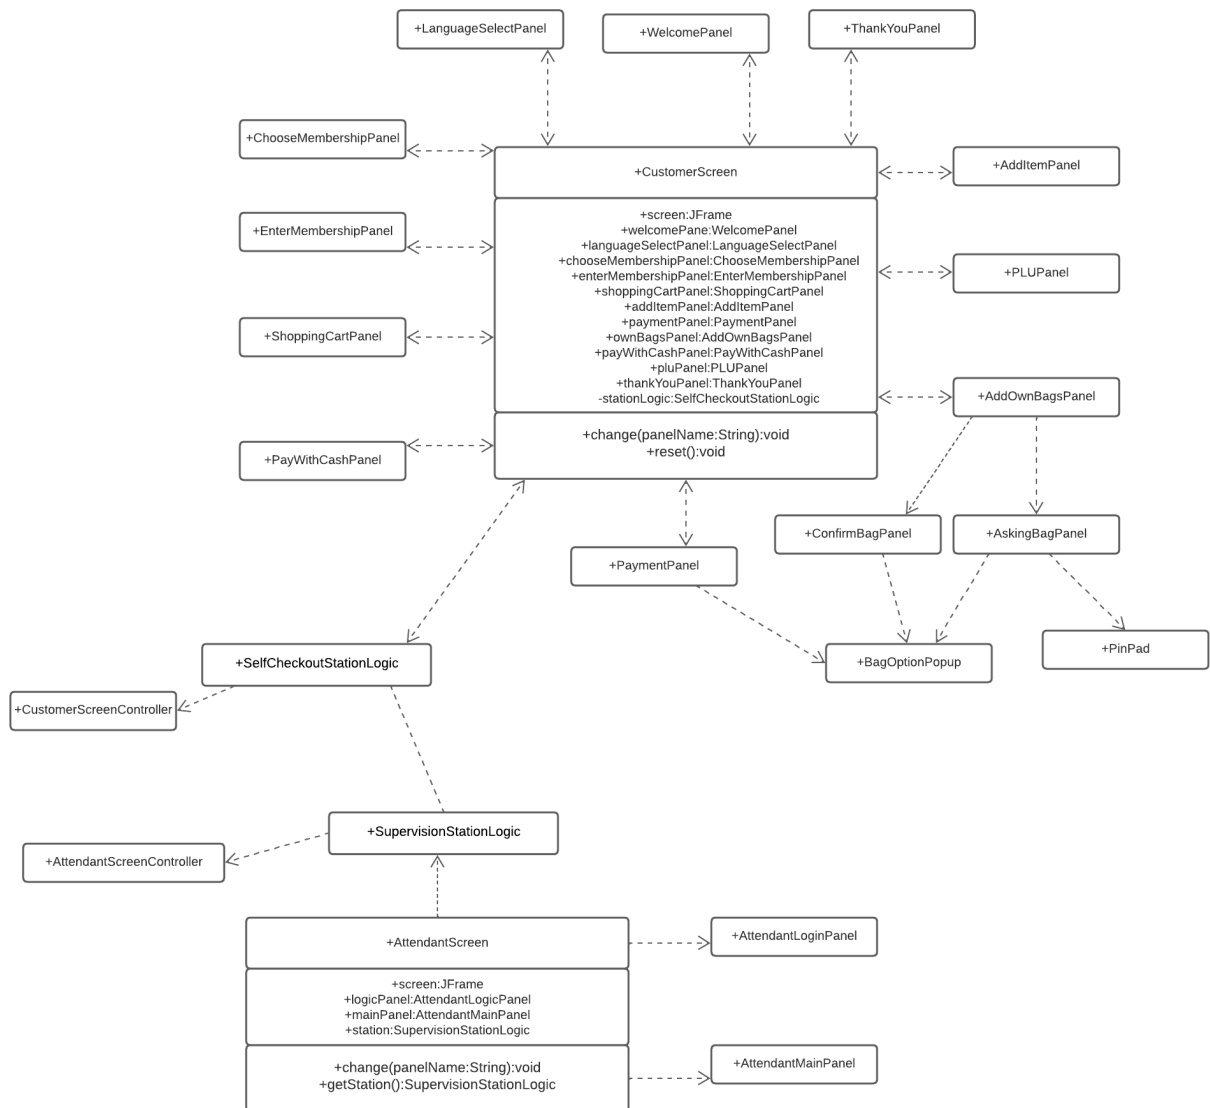 +LanguageSelectPanel
+WelcomePanel
+ThankYouPanel
+ChooseMembershipPanel
+EnterMembershipPanel
+ShoppingCartPanel
+PayWithCashPanel
+CustomerScreen
+screen:JFrame
+welcomePane:WelcomePanel
+languageSelectPanel:LanguageSelectPanel
+chooseMembershipPanel:ChooseMembershipPanel
+enterMembershipPanel:EnterMembershipPanel
+shoppingCartPanel:ShoppingCartPanel
+addItemPanel:AddItemPanel
+paymentPanel:PaymentPanel
+ownBagsPanel:AddOwnBagsPanel
+payWithCashPanel:PayWithCashPanel
+pluPanel:PLUPanel
+thankYouPanel:ThankYouPanel
-stationLogic:SelfCheckoutStationLogic
+change(panelName:String):void
+reset():void
+AddItemPanel
+PLUPanel
+AddOwnBagsPanel
+ConfirmBagPanel
+AskingBagPanel
+PaymentPanel
+BagOptionPopup
+PinPad
+SelfCheckoutStationLogic
+CustomerScreenController
+SupervisionStationLogic
+AttendantScreenController
+AttendantScreen
+screen:JFrame
+logicPanel:AttendantLogicPanel
+mainPanel:AttendantMainPanel
+station:SupervisionStationLogic
+change(panelName:String):void
+getStation():SupervisionStationLogic
+AttendantLoginPanel
+AttendantMainPanel